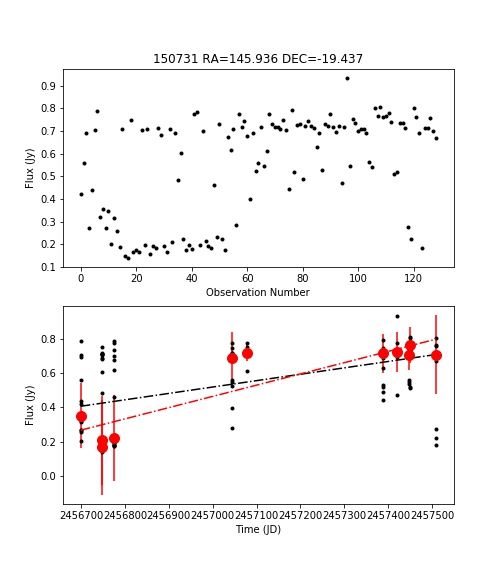 150731 RA=145.936 DEC=-19.437
0.9
0.8
0.7
0.6
0.5
0.4
0.3
0.2
0.1
Flux (Jy)
0 20 40 60 80 100 120
Observation Number
0.8
0.6
0.4
0.2
0.0
Flux (Jy)
2456700 2456800 2456900 2457000 2457100 2457200 2457300 2457400 2457500
Time (JD)